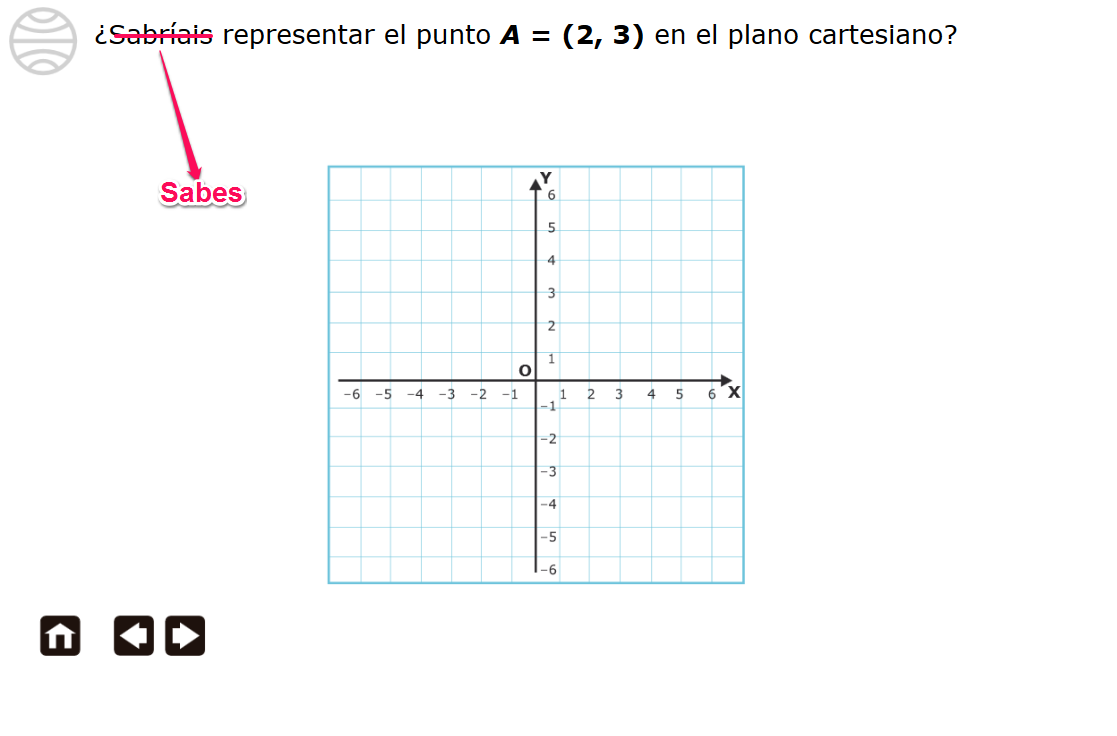 ¿Sabríais representar el punto A = (2, 3) en el plano cartesiano?
Sabes
Y
6
5
4
3
2
1
O
−6 −5 −4 −3 −2 −1 1 2 3 4 5 6 X
−1
−2
−3
−4
−5
−6